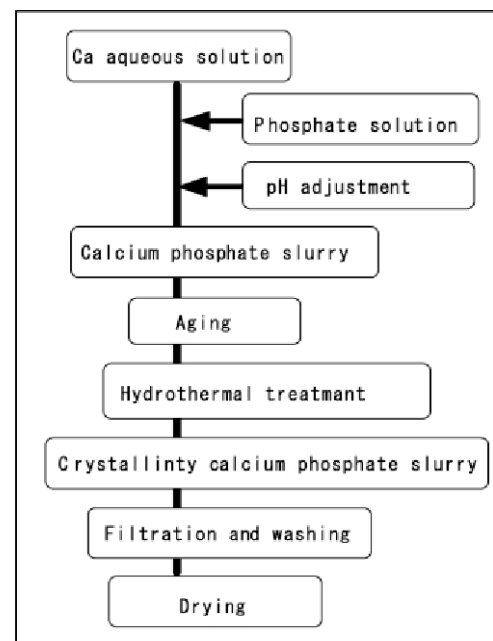 Ca aqueous solution
Phosphate solution
pH adjustment
Calcium phosphate slurry
Aging
Hydrothermal treatmant
Crystallinty calcium phosphate slurry
Filtration and washing
Drying